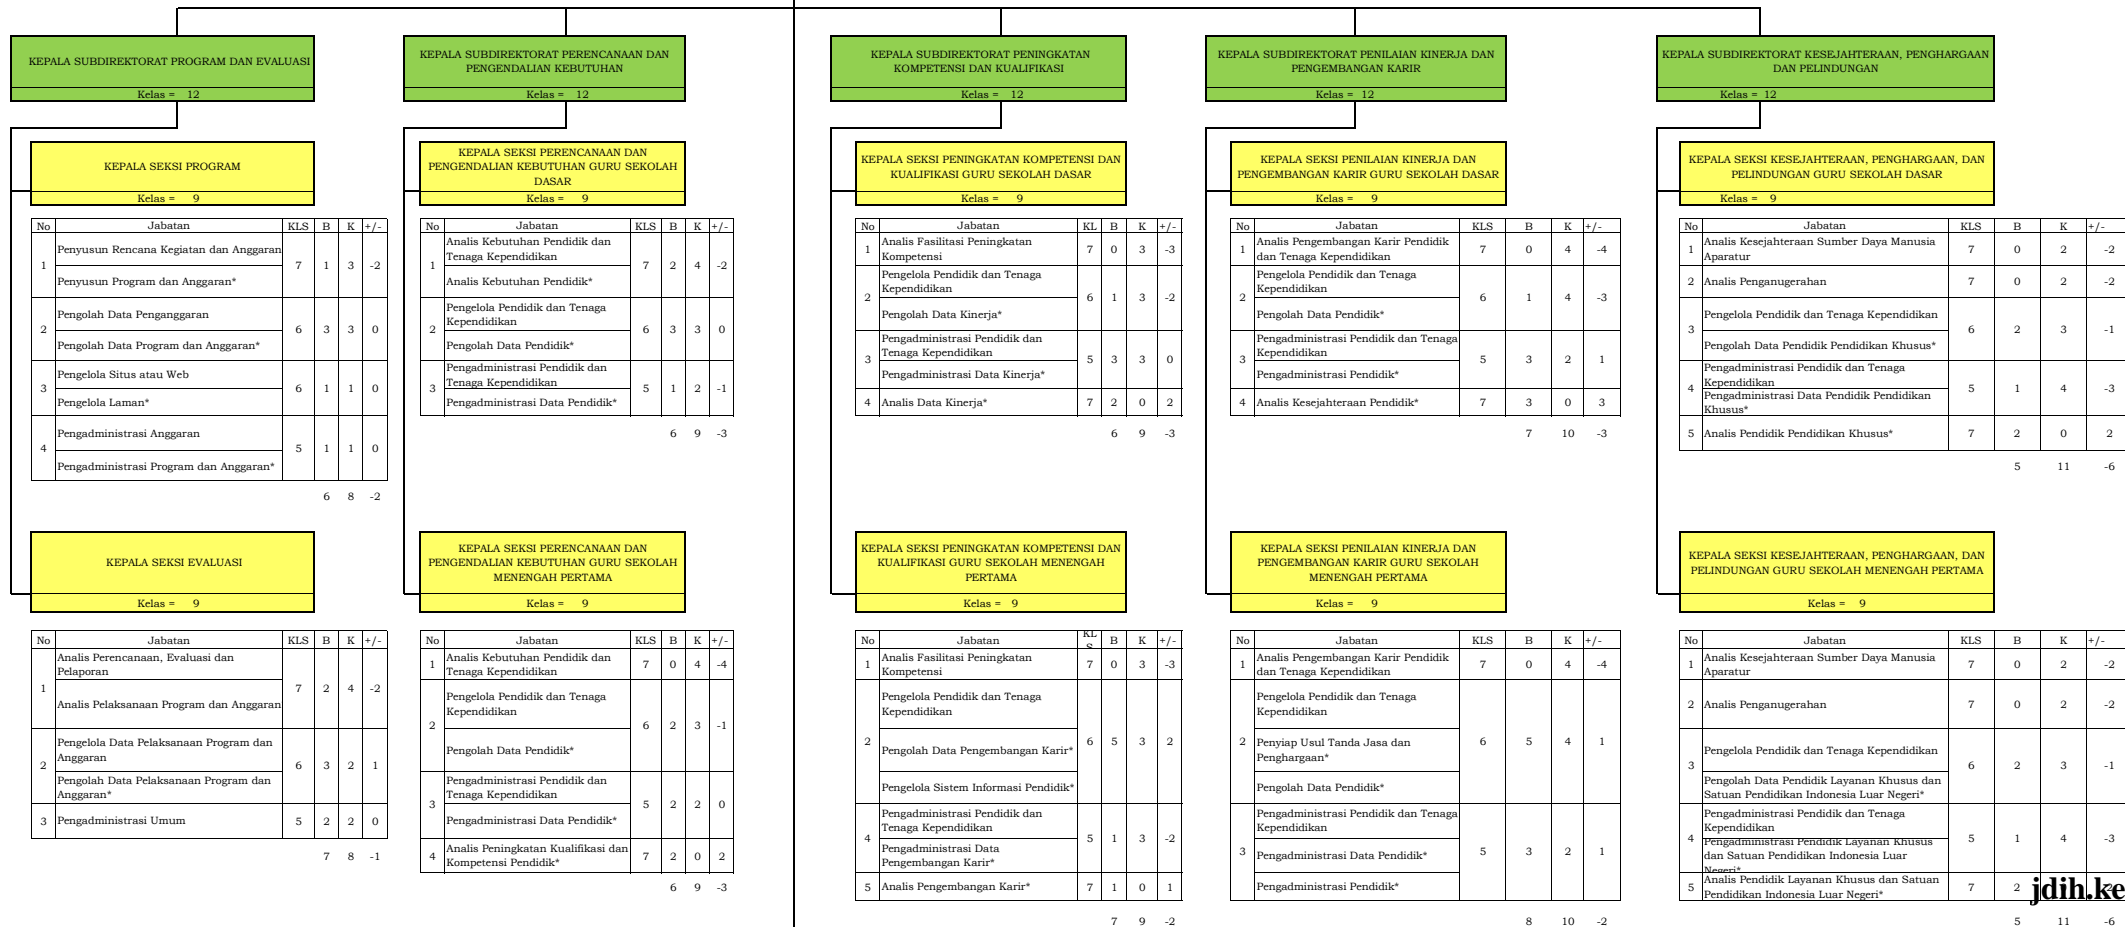 KEPALA SUBDIREKTORAT PROGRAM DAN EVALUASI
Kelas = 12
KEPALA SEKSI PROGRAM
Kelas = 9
No Jabatan KLS B K +/-
1 Penyusun Rencana Kegiatan dan Anggaran 7 1 3 -2
Penyusun Program dan Anggaran*
2 Pengolah Data Penganggaran 6 3 3 0
Pengolah Data Program dan Anggaran*
3 Pengelola Situs atau Web 6 1 1 0
Pengelola Laman*
4 Pengadministrasi Anggaran 5 1 1 0
Pengadministrasi Program dan Anggaran*
6 8 -2
KEPALA SEKSI EVALUASI
Kelas = 9
No Jabatan KLS B K +/-
1 Analis Perencanaan, Evaluasi dan
Pelaporan 7 2 4 -2
Analis Pelaksanaan Program dan Anggaran
2 Pengelola Data Pelaksanaan Program dan
Anggaran 6 3 2 1
Pengolah Data Pelaksanaan Program dan
Anggaran*
3 Pengadministrasi Umum 5 2 2 0
7 8 -1
KEPALA SUBDIREKTORAT PERENCANAAN DAN
PENGENDALIAN KEBUTUHAN
Kelas = 12
KEPALA SEKSI PERENCANAAN DAN
PENGENDALIAN KEBUTUHAN GURU SEKOLAH
DASAR
Kelas = 9
No Jabatan KLS B K +/-
1 Analis Kebutuhan Pendidik dan
Tenaga Kependidikan 7 2 4 -2
Analis Kebutuhan Pendidik*
2 Pengelola Pendidik dan Tenaga
Kependidikan 6 3 3 0
Pengolah Data Pendidik*
3 Pengadministrasi Pendidik dan
Tenaga Kependidikan 5 1 2 -1
Pengadministrasi Data Pendidik*
6 9 -3
KEPALA SEKSI PERENCANAAN DAN
PENGENDALIAN KEBUTUHAN GURU SEKOLAH
MENENGAH PERTAMA
Kelas = 9
No Jabatan KLS B K +/-
1 Analis Kebutuhan Pendidik dan
Tenaga Kependidikan 7 0 4 -4
2 Pengelola Pendidik dan Tenaga
Kependidikan 6 2 3 -1
Pengolah Data Pendidik*
3 Pengadministrasi Pendidik dan
Tenaga Kependidikan 5 2 2 0
Pengadministrasi Data Pendidik*
4 Analis Peningkatan Kualifikasi dan
Kompetensi Pendidik* 7 2 0 2
6 9 -3
KEPALA SUBDIREKTORAT PENINGKATAN
KOMPETENSI DAN KUALIFIKASI
Kelas = 12
KEPALA SEKSI PENINGKATAN KOMPETENSI DAN
KUALIFIKASI GURU SEKOLAH DASAR
Kelas = 9
No Jabatan KL B K +/-
1 Analis Fasilitasi Peningkatan
Kompetensi 7 0 3 -3
2 Pengelola Pendidik dan Tenaga
Kependidikan 6 1 3 -2
Pengolah Data Kinerja*
3 Pengadministrasi Pendidik dan
Tenaga Kependidikan 5 3 3 0
Pengadministrasi Data Kinerja*
4 Analis Data Kinerja* 7 2 0 2
6 9 -3
KEPALA SEKSI PENINGKATAN KOMPETENSI DAN
KUALIFIKASI GURU SEKOLAH MENENGAH
PERTAMA
Kelas = 9
No Jabatan KLS B K +/-
1 Analis Fasilitasi Peningkatan
Kompetensi 7 0 3 -3
2 Pengelola Pendidik dan Tenaga
Kependidikan 6 5 3 2
Pengolah Data Pengembangan Karir*
Pengelola Sistem Informasi Pendidik*
4 Pengadministrasi Pendidik dan
Tenaga Kependidikan 5 1 3 -2
Pengadministrasi Data
Pengembangan Karir*
5 Analis Pengembangan Karir* 7 1 0 1
7 9 -2
KEPALA SUBDIREKTORAT PENILAIAN KINERJA DAN
PENGEMBANGAN KARIR
Kelas = 12
KEPALA SEKSI PENILAIAN KINERJA DAN
PENGEMBANGAN KARIR GURU SEKOLAH DASAR
Kelas = 9
No Jabatan KLS B K +/-
1 Analis Pengembangan Karir Pendidik
dan Tenaga Kependidikan 7 0 4 -4
2 Pengelola Pendidik dan Tenaga
Kependidikan 6 1 4 -3
Pengolah Data Pendidik*
3 Pengadministrasi Pendidik dan Tenaga
Kependidikan 5 3 2 1
Pengadministrasi Pendidik*
4 Analis Kesejahteraan Pendidik* 7 3 0 3
7 10 -3
KEPALA SEKSI PENILAIAN KINERJA DAN
PENGEMBANGAN KARIR GURU SEKOLAH
MENENGAH PERTAMA
Kelas = 9
No Jabatan KLS B K +/-
1 Analis Pengembangan Karir Pendidik
dan Tenaga Kependidikan 7 0 4 -4
2 Pengelola Pendidik dan Tenaga
Kependidikan 6 5 4 1
Penyiap Usul Tanda Jasa dan
Penghargaan*
Pengolah Data Pendidik*
3 Pengadministrasi Pendidik dan Tenaga
Kependidikan 5 3 2 1
Pengadministrasi Data Pendidik*
Pengadministrasi Pendidik*
8 10 -2
KEPALA SUBDIREKTORAT KESEJAHTERAAN, PENGHARGAAN
DAN PELINDUNGAN
Kelas = 12
KEPALA SEKSI KESEJAHTERAAN, PENGHARGAAN, DAN
PELINDUNGAN GURU SEKOLAH DASAR
Kelas = 9
No Jabatan KLS B K +/-
1 Analis Kesejahteraan Sumber Daya Manusia
Aparatur 7 0 2 -2
2 Analis Penganugerahan 7 0 2 -2
3 Pengelola Pendidik dan Tenaga Kependidikan 6 2 3 -1
Pengolah Data Pendidik Pendidikan Khusus*
4 Pengadministrasi Pendidik dan Tenaga
Kependidikan 5 1 4 -3
Pengadministrasi Data Pendidik Pendidikan
Khusus*
5 Analis Pendidik Pendidikan Khusus* 7 2 0 2
5 11 -6
KEPALA SEKSI KESEJAHTERAAN, PENGHARGAAN, DAN
PELINDUNGAN GURU SEKOLAH MENENGAH PERTAMA
Kelas = 9
No Jabatan KLS B K +/-
1 Analis Kesejahteraan Sumber Daya Manusia
Aparatur 7 0 2 -2
2 Analis Penganugerahan 7 0 2 -2
3 Pengelola Pendidik dan Tenaga Kependidikan 6 2 3 -1
Pengolah Data Pendidik Layanan Khusus dan
Satuan Pendidikan Indonesia Luar Negeri*
4 Pengadministrasi Pendidik dan Tenaga
Kependidikan 5 1 4 -3
Pengadministrasi Pendidik Layanan Khusus
dan Satuan Pendidikan Indonesia Luar
Negeri*
5 Analis Pendidik Layanan Khusus dan Satuan
Pendidikan Indonesia Luar Negeri* 7 2
jdih.ke
5 11 -6